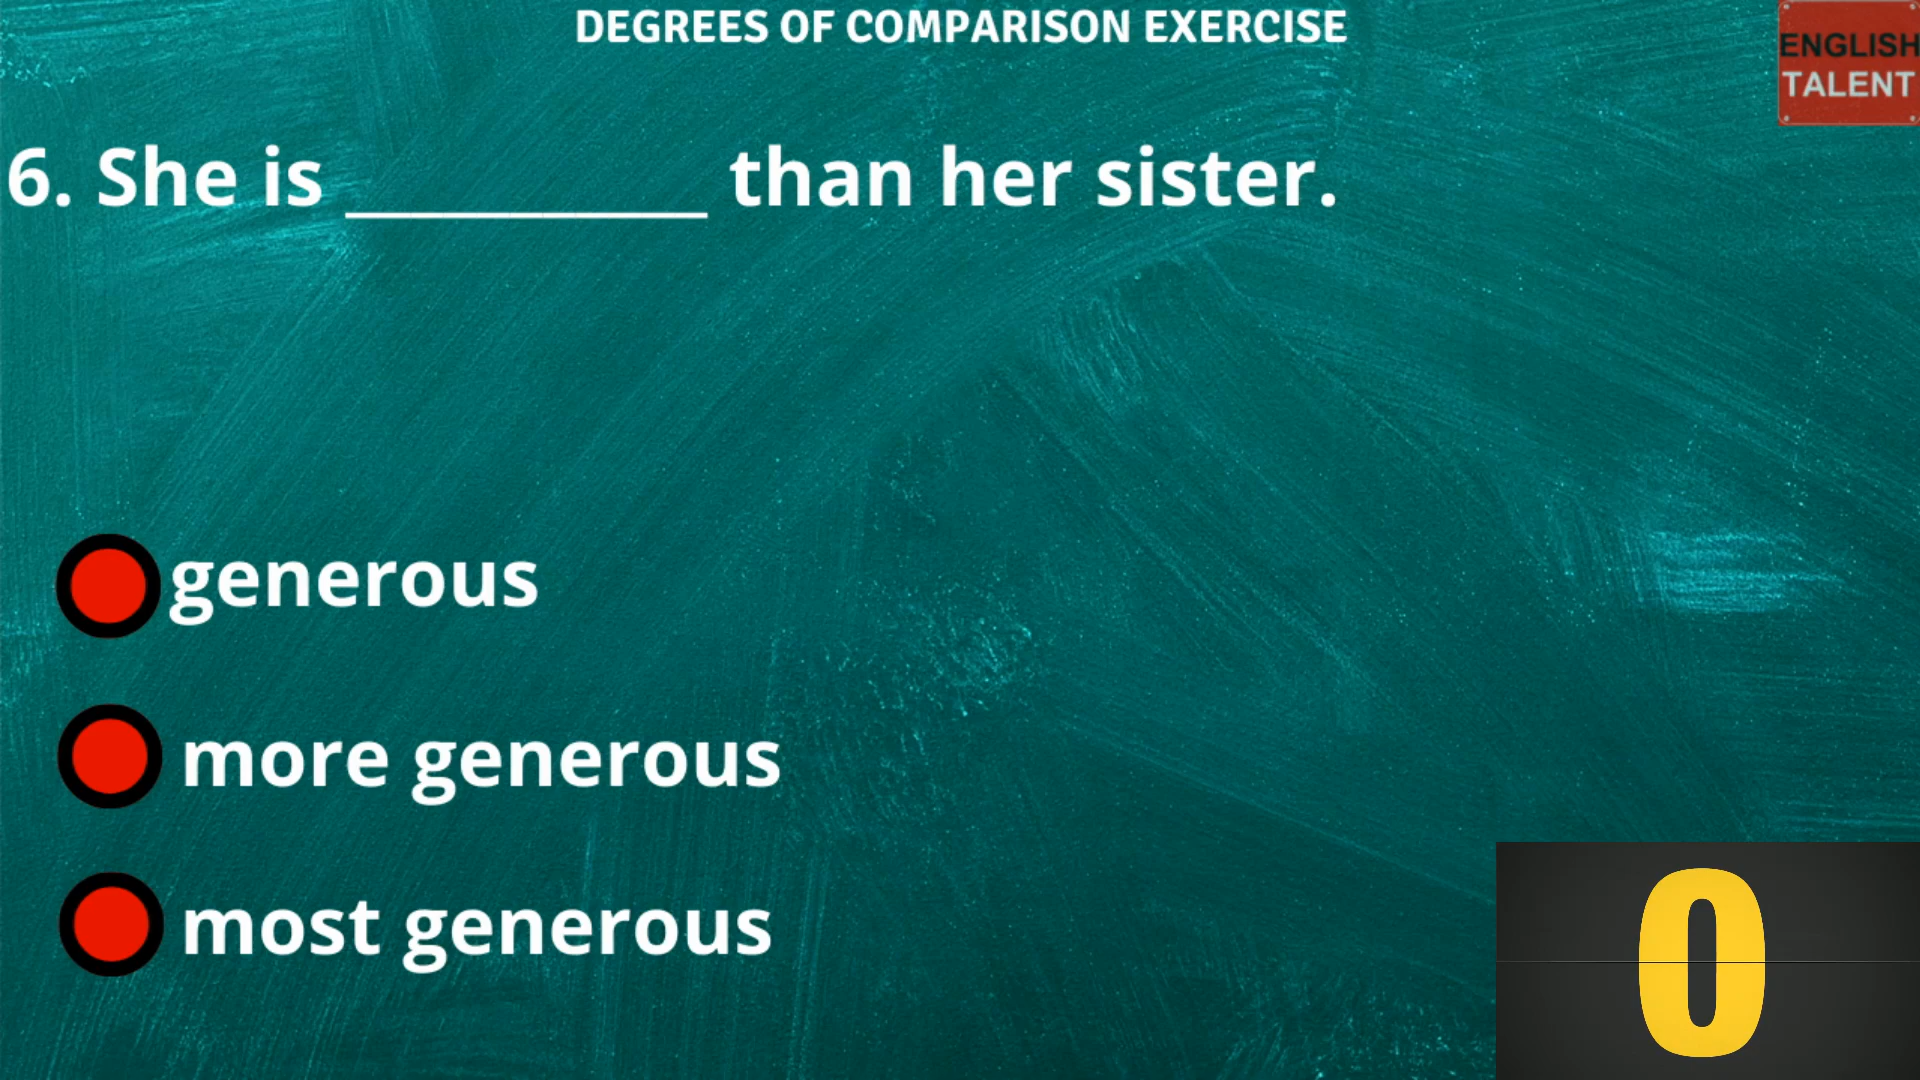 DEGREES OF COMPARISON EXERCISE
ENGLISH
TALENT
6. She is __________ than her sister.
generous
more generous
most generous
0